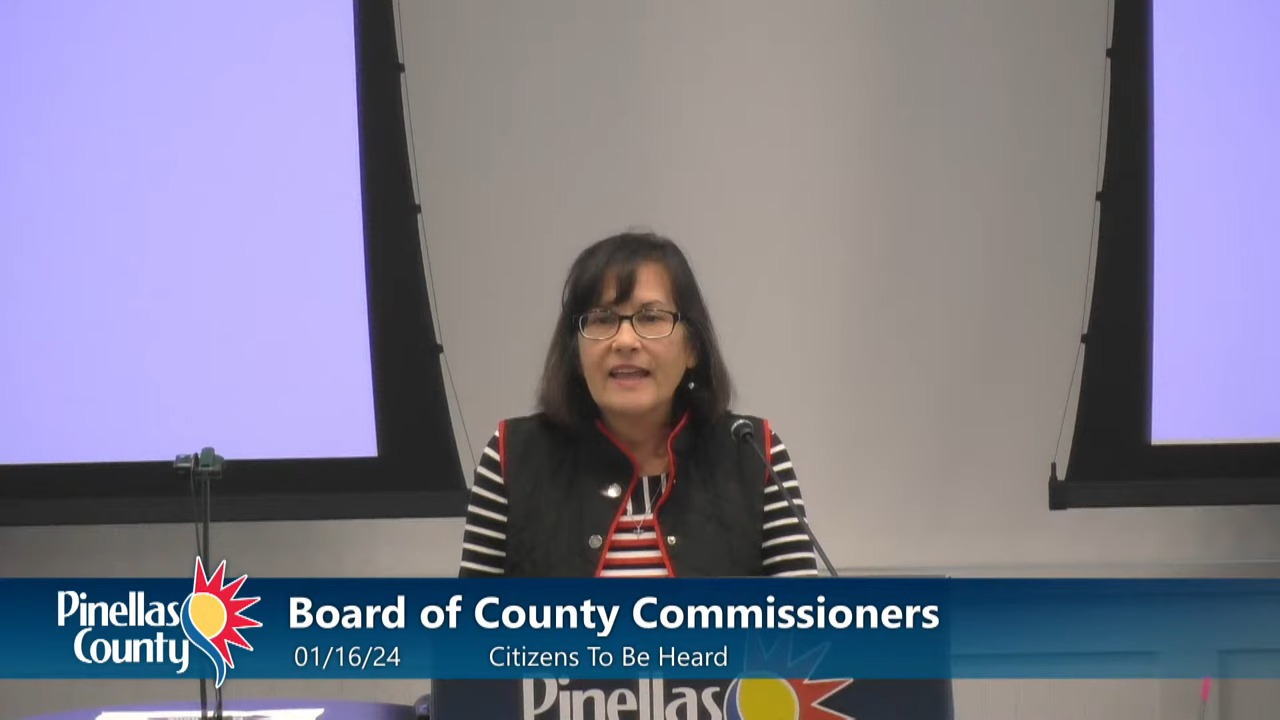 Pinellas
County
Board of County Commissioners
01/16/24 Citizens To Be Heard
Pinellas